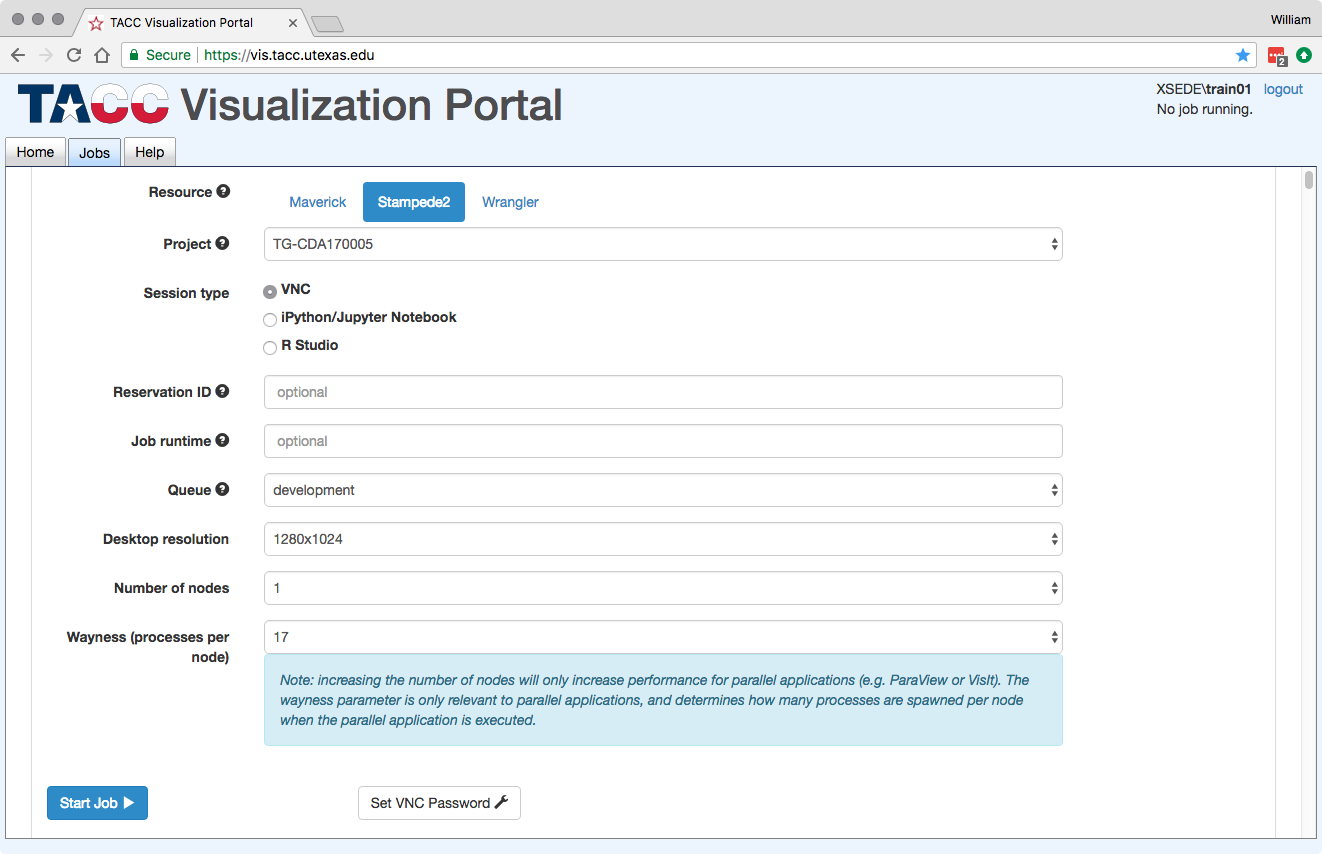 TACC Visualization Portal
William
Secure
https://vis.tacc.utexas.edu
2
TACC Visualization Portal
XSEDE\train01 logout
No job running.
Home Jobs Help
Resource ?
Maverick Stampede2 Wrangler
Project ?
TG-CDA170005
Session type
VNC
iPython/Jupyter Notebook
R Studio
Reservation ID ?
optional
Job runtime ?
optional
Queue ?
development
Desktop resolution
1280x1024
Number of nodes
1
Wayness (processes per
node)
17
Note: increasing the number of nodes will only increase performance for parallel applications (e.g. ParaView or VisIt). The
wayness parameter is only relevant to parallel applications, and determines how many processes are spawned per node
when the parallel application is executed.
Start Job
Set VNC Password